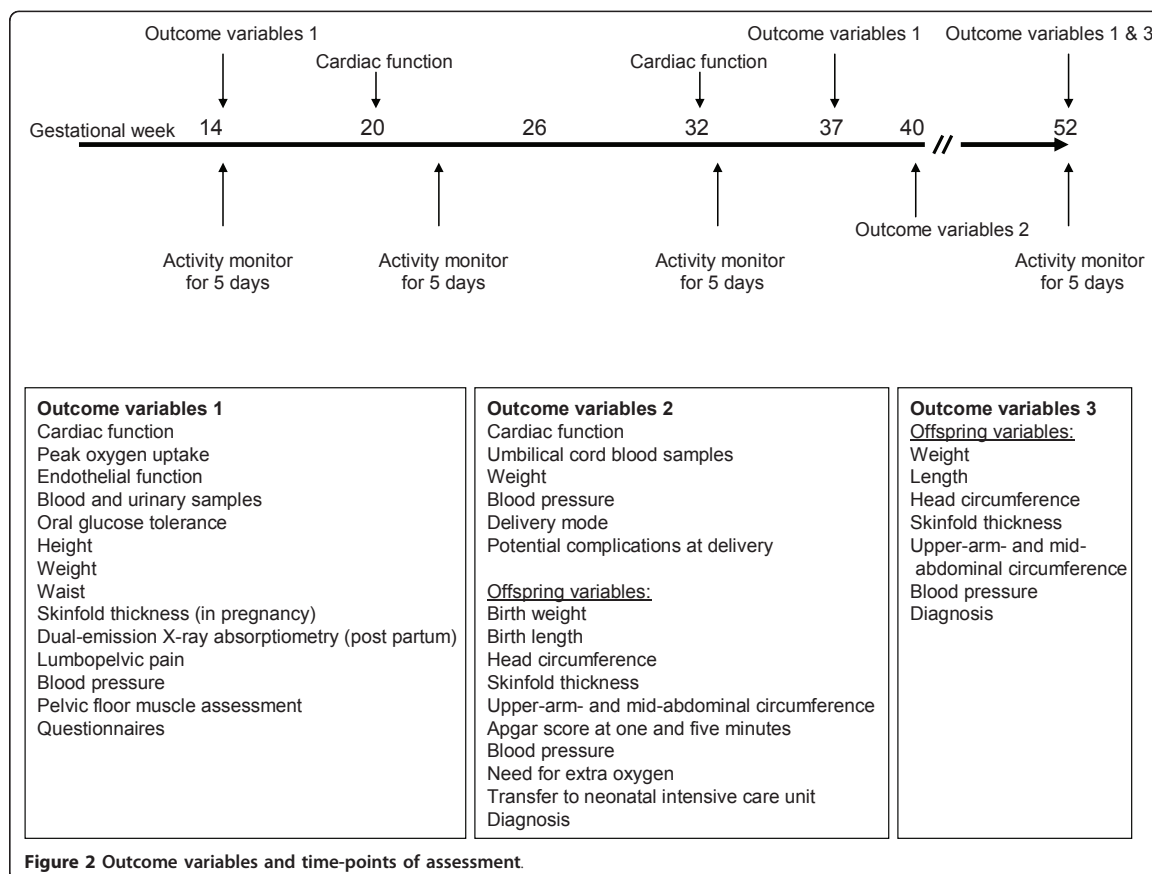 Outcome variables 1
Outcome variables 1
Outcome variables 1 & 3
Cardiac function
Cardiac function
Gestational week 14 20 26 32 37 40 // 52
Outcome variables 2
Activity monitor
for 5 days
Activity monitor
for 5 days
Activity monitor
for 5 days
Activity monitor
for 5 days
Outcome variables 1
Cardiac function
Peak oxygen uptake
Endothelial function
Blood and urinary samples
Oral glucose tolerance
Height
Weight
Waist
Skinfold thickness (in pregnancy)
Dual-emission X-ray absorptiometry (post partum)
Lumbopelvic pain
Blood pressure
Pelvic floor muscle assessment
Questionnaires
Outcome variables 2
Cardiac function
Umbilical cord blood samples
Weight
Blood pressure
Delivery mode
Potential complications at delivery
Offspring variables:
Birth weight
Birth length
Head circumference
Skinfold thickness
Upper-arm- and mid-abdominal circumference
Apgar score at one and five minutes
Blood pressure
Need for extra oxygen
Transfer to neonatal intensive care unit
Diagnosis
Outcome variables 3
Offspring variables:
Weight
Length
Head circumference
Skinfold thickness
Upper-arm- and mid-
abdominal circumference
Blood pressure
Diagnosis
Figure 2 Outcome variables and time-points of assessment.